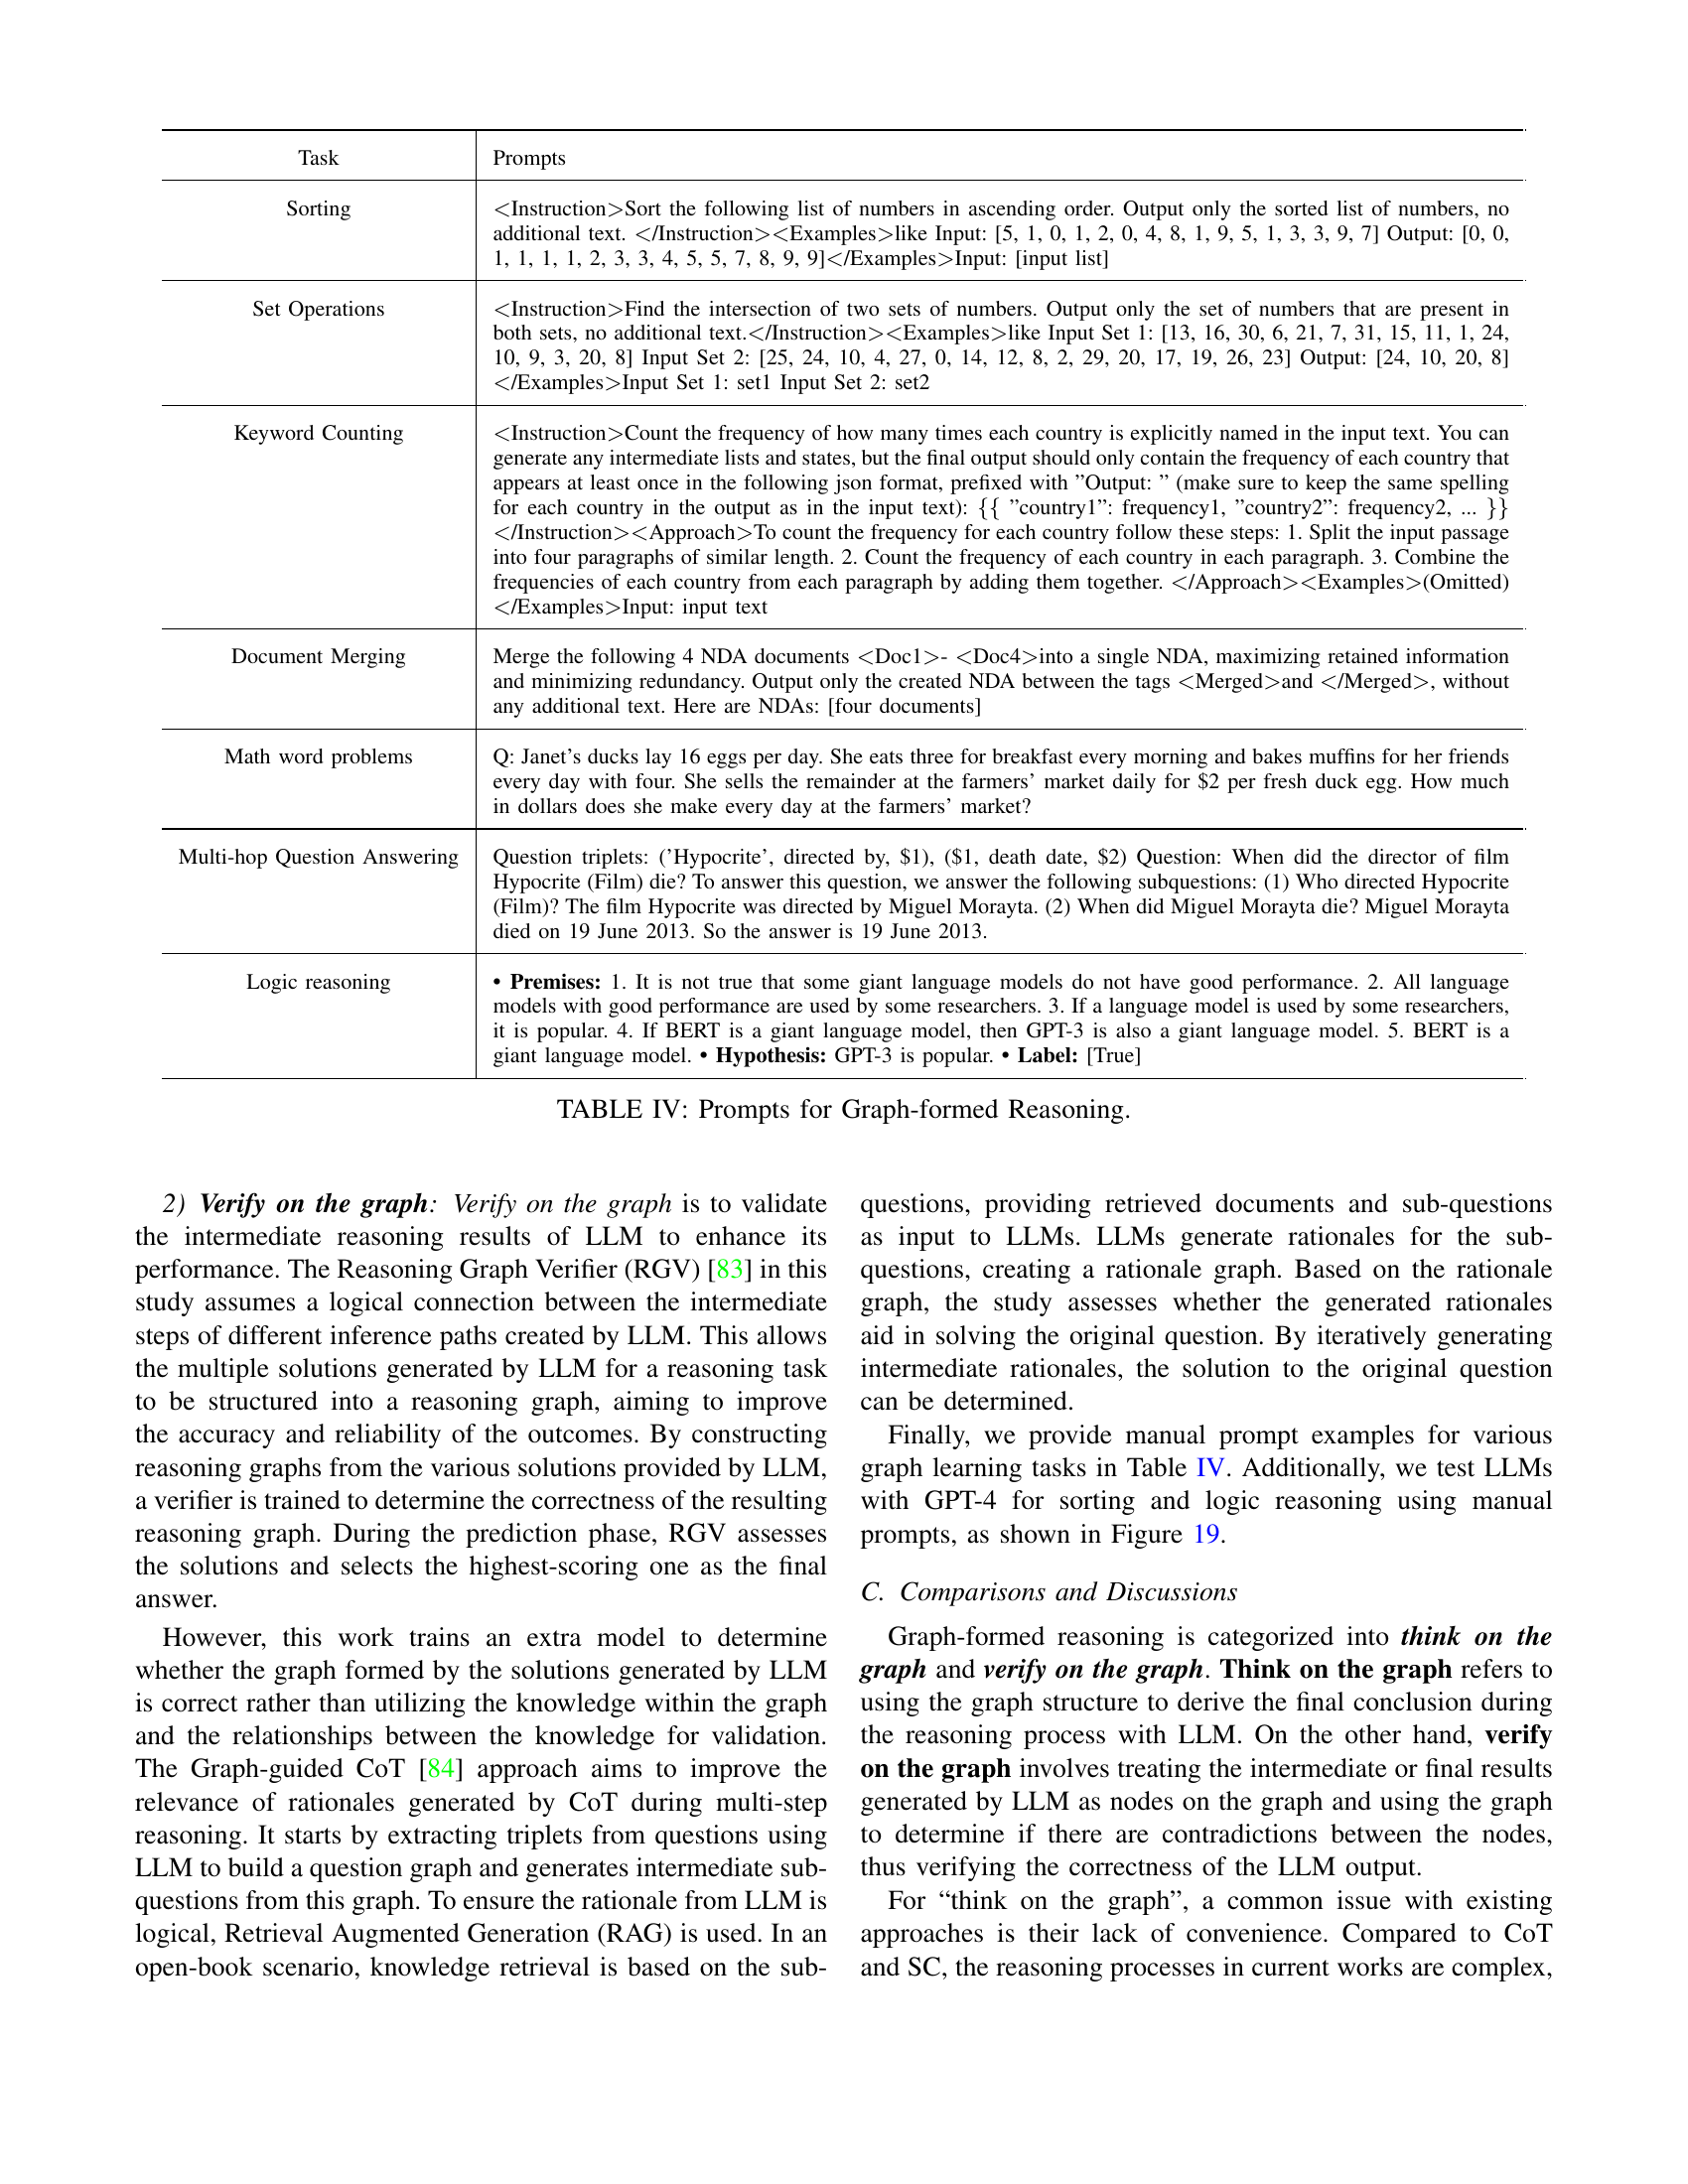 Task Prompts
Sorting <Instruction>Sort the following list of numbers in ascending order. Output only the sorted list of numbers, no
additional text. </Instruction><Examples>like Input: [5, 1, 0, 1, 2, 0, 4, 8, 1, 9, 5, 1, 3, 3, 9, 7] Output: [0, 0,
1, 1, 1, 1, 2, 3, 3, 4, 5, 5, 7, 8, 9, 9]</Examples>Input: [input list]
Set Operations <Instruction>Find the intersection of two sets of numbers. Output only the set of numbers that are present in
both sets, no additional text.</Instruction><Examples>like Input Set 1: [13, 16, 30, 6, 21, 7, 31, 15, 11, 1, 24,
10, 9, 3, 20, 8] Input Set 2: [25, 24, 10, 4, 27, 0, 14, 12, 8, 2, 29, 20, 17, 19, 26, 23] Output: [24, 10, 20, 8]
</Examples>Input Set 1: set1 Input Set 2: set2
Keyword Counting <Instruction>Count the frequency of how many times each country is explicitly named in the input text. You can
generate any intermediate lists and states, but the final output should only contain the frequency of each country that
appears at least once in the following json format, prefixed with ”Output: ” (make sure to keep the same spelling
for each country in the output as in the input text): {{ ”country1”: frequency1, ”country2”: frequency2, ... }}
</Instruction><Approach>To count the frequency for each country follow these steps: 1. Split the input passage
into four paragraphs of similar length. 2. Count the frequency of each country in each paragraph. 3. Combine the
frequencies of each country from each paragraph by adding them together. </Approach><Examples>(Omitted)
</Examples>Input: input text
Document Merging Merge the following 4 NDA documents <Doc1>- <Doc4>into a single NDA, maximizing retained information
and minimizing redundancy. Output only the created NDA between the tags <Merged>and </Merged>, without
any additional text. Here are NDAs: [four documents]
Math word problems Q: Janet’s ducks lay 16 eggs per day. She eats three for breakfast every morning and bakes muffins for her friends
every day with four. She sells the remainder at the farmers’ market daily for $2 per fresh duck egg. How much
in dollars does she make every day at the farmers’ market?
Multi-hop Question Answering Question triplets: (’Hypocrite’, directed by, $1), ($1, death date, $2) Question: When did the director of film
Hypocrite (Film) die? To answer this question, we answer the following subquestions: (1) Who directed Hypocrite
(Film)? The film Hypocrite was directed by Miguel Morayta. (2) When did Miguel Morayta die? Miguel Morayta
died on 19 June 2013. So the answer is 19 June 2013.
Logic reasoning • Premises: 1. It is not true that some giant language models do not have good performance. 2. All language
models with good performance are used by some researchers. 3. If a language model is used by some researchers,
it is popular. 4. If BERT is a giant language model, then GPT-3 is also a giant language model. 5. BERT is a
giant language model. • Hypothesis: GPT-3 is popular. • Label: [True]
TABLE IV: Prompts for Graph-formed Reasoning.
2) Verify on the graph: Verify on the graph is to validate
the intermediate reasoning results of LLM to enhance its
performance. The Reasoning Graph Verifier (RGV) [83] in this
study assumes a logical connection between the intermediate
steps of different inference paths created by LLM. This allows
the multiple solutions generated by LLM for a reasoning task
to be structured into a reasoning graph, aiming to improve
the accuracy and reliability of the outcomes. By constructing
reasoning graphs from the various solutions provided by LLM,
a verifier is trained to determine the correctness of the resulting
reasoning graph. During the prediction phase, RGV assesses
the solutions and selects the highest-scoring one as the final
answer.
However, this work trains an extra model to determine
whether the graph formed by the solutions generated by LLM
is correct rather than utilizing the knowledge within the graph
and the relationships between the knowledge for validation.
The Graph-guided CoT [84] approach aims to improve the
relevance of rationales generated by CoT during multi-step
reasoning. It starts by extracting triplets from questions using
LLM to build a question graph and generates intermediate sub-
questions from this graph. To ensure the rationale from LLM is
logical, Retrieval Augmented Generation (RAG) is used. In an
open-book scenario, knowledge retrieval is based on the sub-
questions, providing retrieved documents and sub-questions
as input to LLMs. LLMs generate rationales for the sub-
questions, creating a rationale graph. Based on the rationale
graph, the study assesses whether the generated rationales
aid in solving the original question. By iteratively generating
intermediate rationales, the solution to the original question
can be determined.
Finally, we provide manual prompt examples for various
graph learning tasks in Table IV. Additionally, we test LLMs
with GPT-4 for sorting and logic reasoning using manual
prompts, as shown in Figure 19.
C. Comparisons and Discussions
Graph-formed reasoning is categorized into think on the
graph and verify on the graph. Think on the graph refers to
using the graph structure to derive the final conclusion during
the reasoning process with LLM. On the other hand, verify
on the graph involves treating the intermediate or final results
generated by LLM as nodes on the graph and using the graph
to determine if there are contradictions between the nodes,
thus verifying the correctness of the LLM output.
For “think on the graph”, a common issue with existing
approaches is their lack of convenience. Compared to CoT
and SC, the reasoning processes in current works are complex,